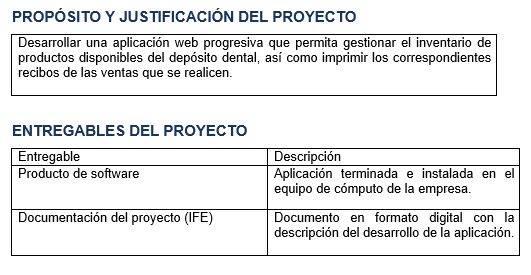 PROPÓSITO Y JUSTIFICACIÓN DEL PROYECTO
Desarrollar una aplicación web progresiva que permita gestionar el inventario de
productos disponibles del depósito dental, así como imprimir los correspondientes
recibos de las ventas que se realicen.
ENTREGABLES DEL PROYECTO
Entregable Descripción
Producto de software Aplicación terminada e instalada en el
equipo de cómputo de la empresa.
Documentación del proyecto (IFE) Documento en formato digital con la
descripción del desarrollo de la aplicación.